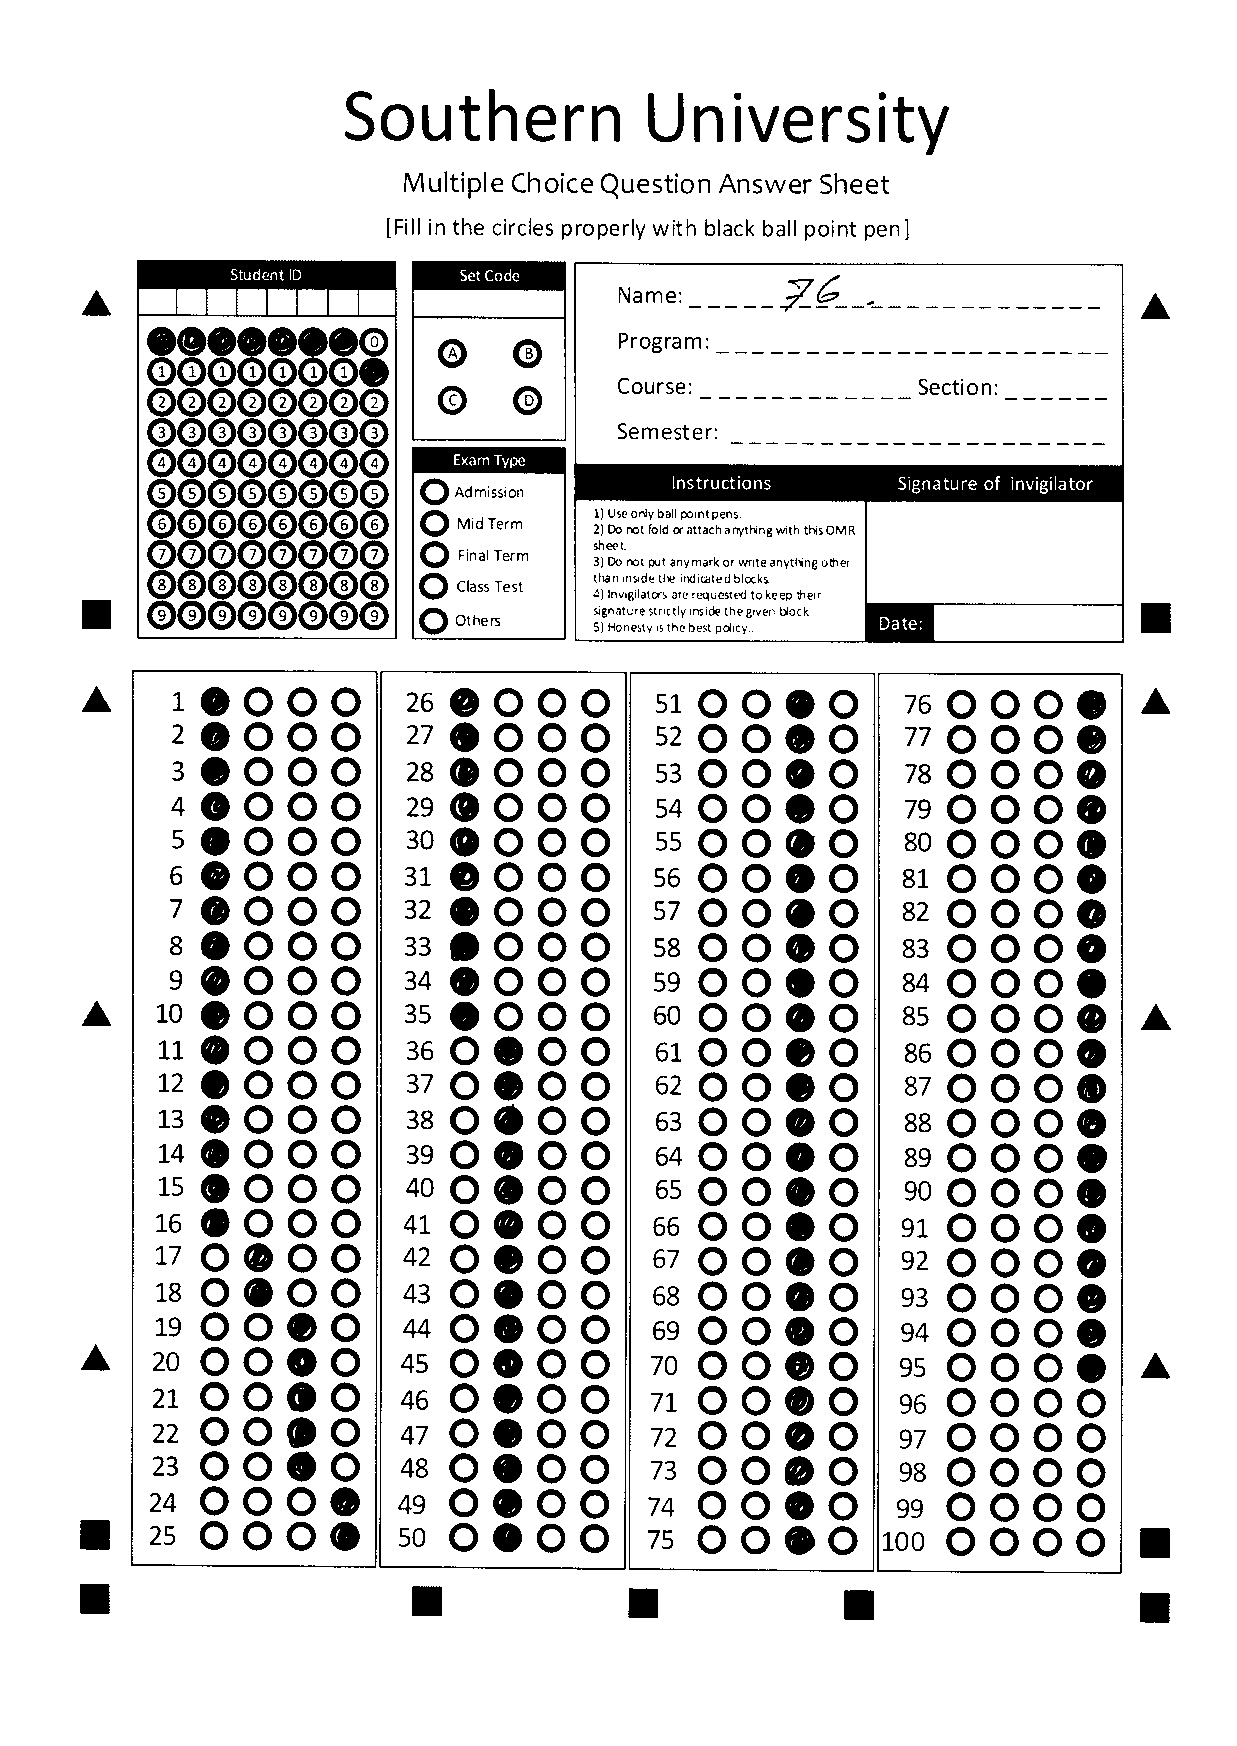 Southern University
Multiple Choice Question Answer Sheet
[Fill in the circles properly with black ball point pen]
Student ID
0
1 1 1 1 1 1 1
2 2 2 2 2 2 2 2
3 3 3 3 3 3 3 3
4 4 4 4 4 4 4 4
5 5 5 5 5 5 5 5
6 6 6 6 6 6 6 6
7 7 7 7 7 7 7 7
8 8 8 8 8 8 8 8
9 9 9 9 9 9 9 9
Set Code
A B
C D
Exam Type
Admission
Mid Term
Final Term
Class Test
Others
Name: 76
Program:
Course: Section:
Semester:
Instructions
1) Use only ball point pens.
2) Do not fold or attach anything with this OMR
sheet.
3) Do not put any mark or write anything other
than inside the indicated blocks
4) Invigilators are requested to keep their
signature strictly inside the given block
5) Honesty is the best policy..
Signature of invigilator
Date:
1
2
3
4
5
6
7
8
9
10
11
12
13
14
15
16
17
18
19
20
21
22
23
24
25
26
27
28
29
30
31
32
33
34
35
36
37
38
39
40
41
42
43
44
45
46
47
48
49
50
51
52
53
54
55
56
57
58
59
60
61
62
63
64
65
66
67
68
69
70
71
72
73
74
75
76
77
78
79
80
81
82
83
84
85
86
87
88
89
90
91
92
93
94
95
96
97
98
99
100